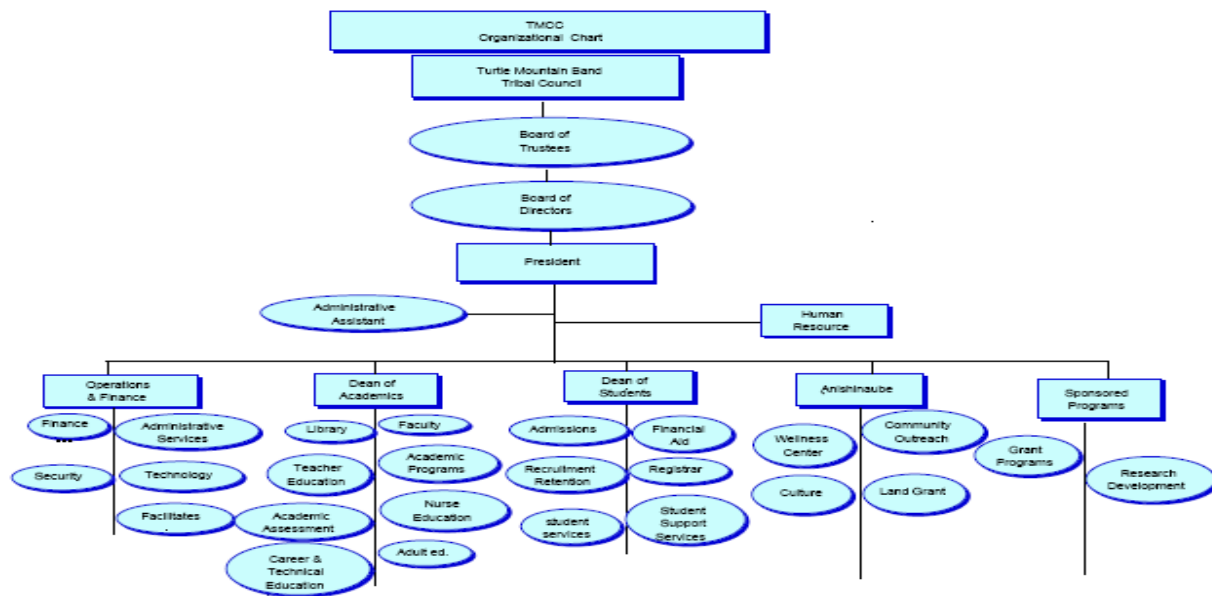 TMCC
Organizational Chart
Turtle Mountain Band
Tribal Council
Board of
Trustees
Board of
Directors
President
Administrative
Assistant
Human
Resource
Operations
& Finance
Dean of
Academics
Dean of
Students
Anishinaube
Sponsored
Programs
Finance
Administrative
Services
Security
Technology
Facilitates
Library
Faculty
Teacher
Education
Academic
Programs
Academic
Assessment
Nurse
Education
Career &
Technical
Education
Adult ed.
Admissions
Financial
Aid
Recruitment
Retention
Registrar
student
services
Student
Support
Services
Wellness
Center
Community
Outreach
Culture
Land Grant
Grant
Programs
Research
Development